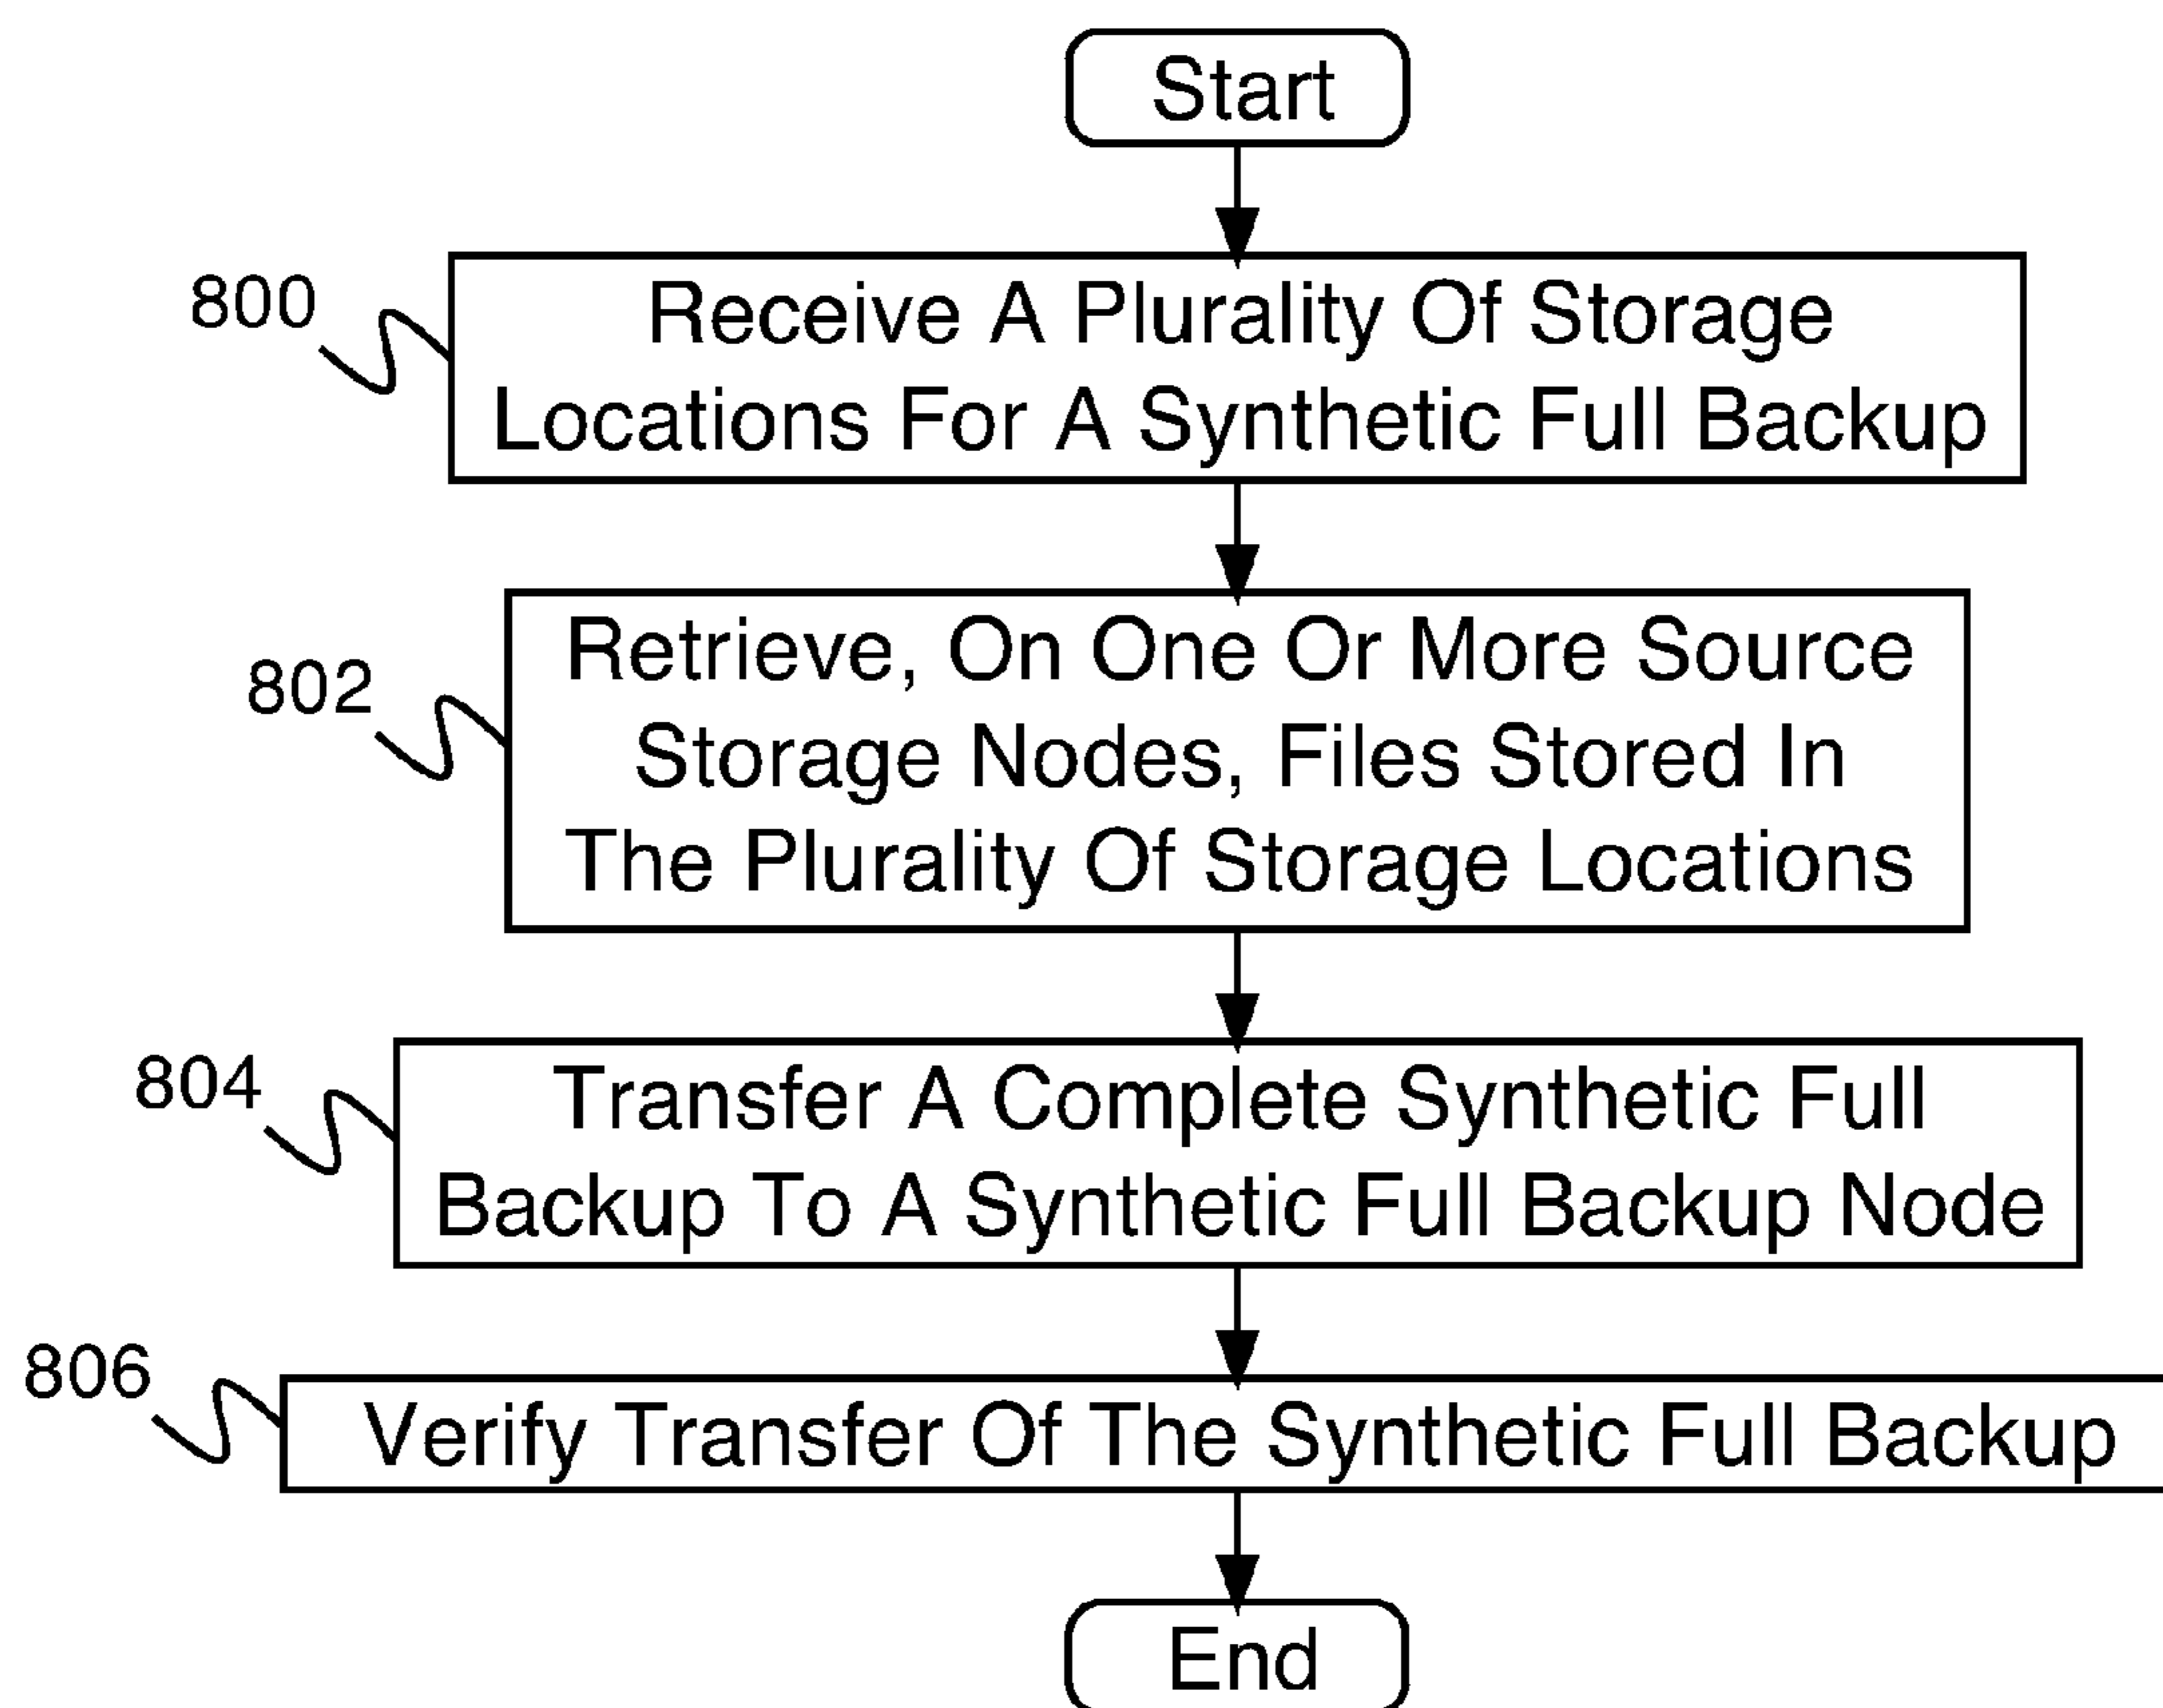 Start
800
Receive A Plurality Of Storage
Locations For A Synthetic Full Backup
802
Retrieve, On One Or More Source
Storage Nodes, Files Stored In
The Plurality Of Storage Locations
804
Transfer A Complete Synthetic Full
Backup To A Synthetic Full Backup Node
806
Verify Transfer Of The Synthetic Full Backup
End